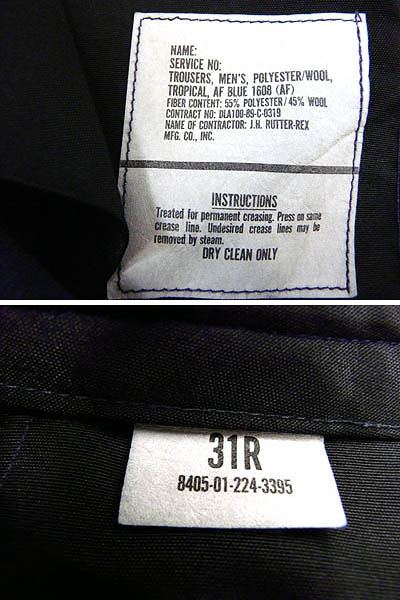 NAME:
SERVICE NO:
TROUSERS, MEN'S, POLYESTER/WOOL,
TROPICAL, AF BLUE 1608 (AF)
FIBER CONTENT: 55% POLYESTER/45% WOOL
CONTRACT NO: DLA100-89-C-0319
NAME OF CONTRACTOR: J.H. RUTTER-REX
MFG. CO., INC.
INSTRUCTIONS
Treated for permanent creasing. Press on same
crease line. Undesired crease lines may be
removed by steam.
DRY CLEAN ONLY
31R
8405-01-224-3395